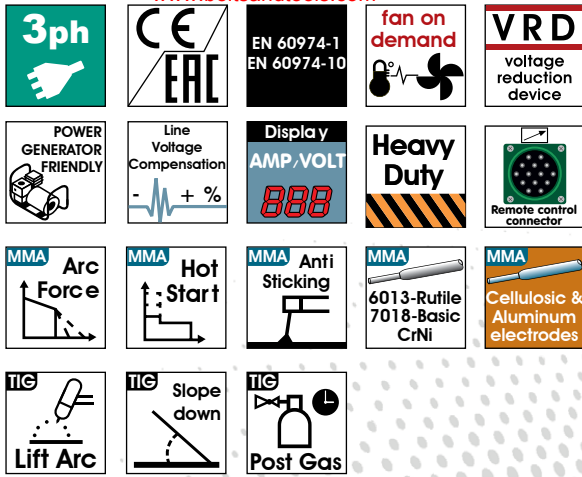 3ph
CE
EAC
EN 60974-1
EN 60974-10
fan on
demand
VRD
voltage
reduction
device
POWER
GENERATOR
FRIENDLY
Line
Voltage
Compensation
- + %
Display
AMP/VOLT
888
Heavy
Duty
Remote control
connector
MMA
Arc
Force
MMA
Hot
Start
MMA
Anti
Sticking
MMA
6013-Rutile
7018-Basic
CrNi
MMA
Cellulosic &
Aluminum
electrodes
TIG
Lift Arc
TIG
Slope
down
TIG
Post Gas